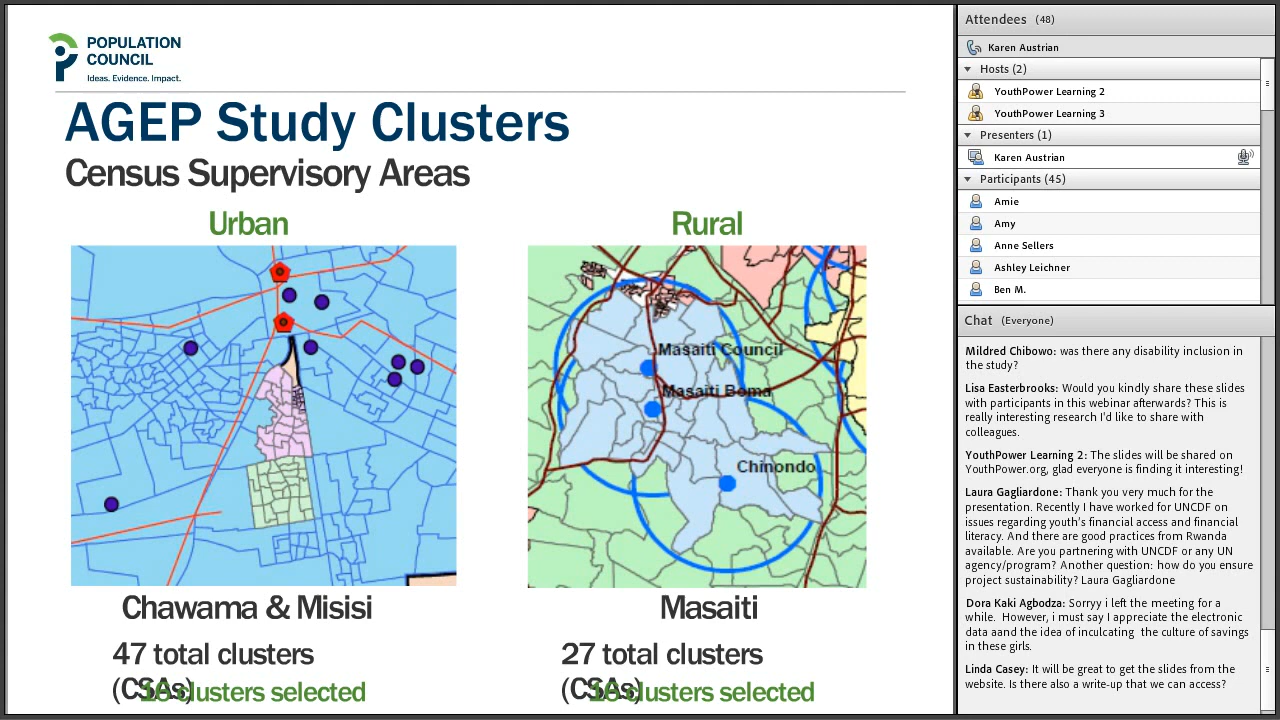 POPULATION
COUNCIL
Ideas. Evidence. Impact.
AGEP Study Clusters
Census Supervisory Areas
Urban
Rural
Masaiti Council
Masaiti Boma
Chinondo
Chawama & Misisi
Masaiti
47 total clusters
(CSAs)
clusters selected
27 total clusters
(CSAs)
clusters selected
Attendees (48)
Karen Austrian
Hosts (2)
YouthPower Learning 2
YouthPower Learning 3
Presenters (1)
Karen Austrian
Participants (45)
Amie
Amy
Anne Sellers
Ashley Leichner
Ben M.
Chat (Everyone)
Mildred Chibowo: was there any disability inclusion in
the study?
Lisa Easterbrooks: Would you kindly share these slides
with participants in this webinar afterwards? This is
really interesting research I'd like to share with
colleagues.
YouthPower Learning 2: The slides will be shared on
YouthPower.org, glad everyone is finding it interesting!
Laura Gagliardone: Thank you very much for the
presentation. Recently I have worked for UNCDF on
issues regarding youth's financial access and financial
literacy. And there are good practices from Rwanda
available. Are you partnering with UNCDF or any UN
agency/program? Another question: how do you ensure
project sustainability? Laura Gagliardone
Dora Kaki Agbodza: Sorryy i left the meeting for a
while. However, i must say I appreciate the electronic
data aand the idea of inculcating the culture of savings
in these girls.
Linda Casey: It will be great to get the slides from the
website. Is there also a write-up that we can access?